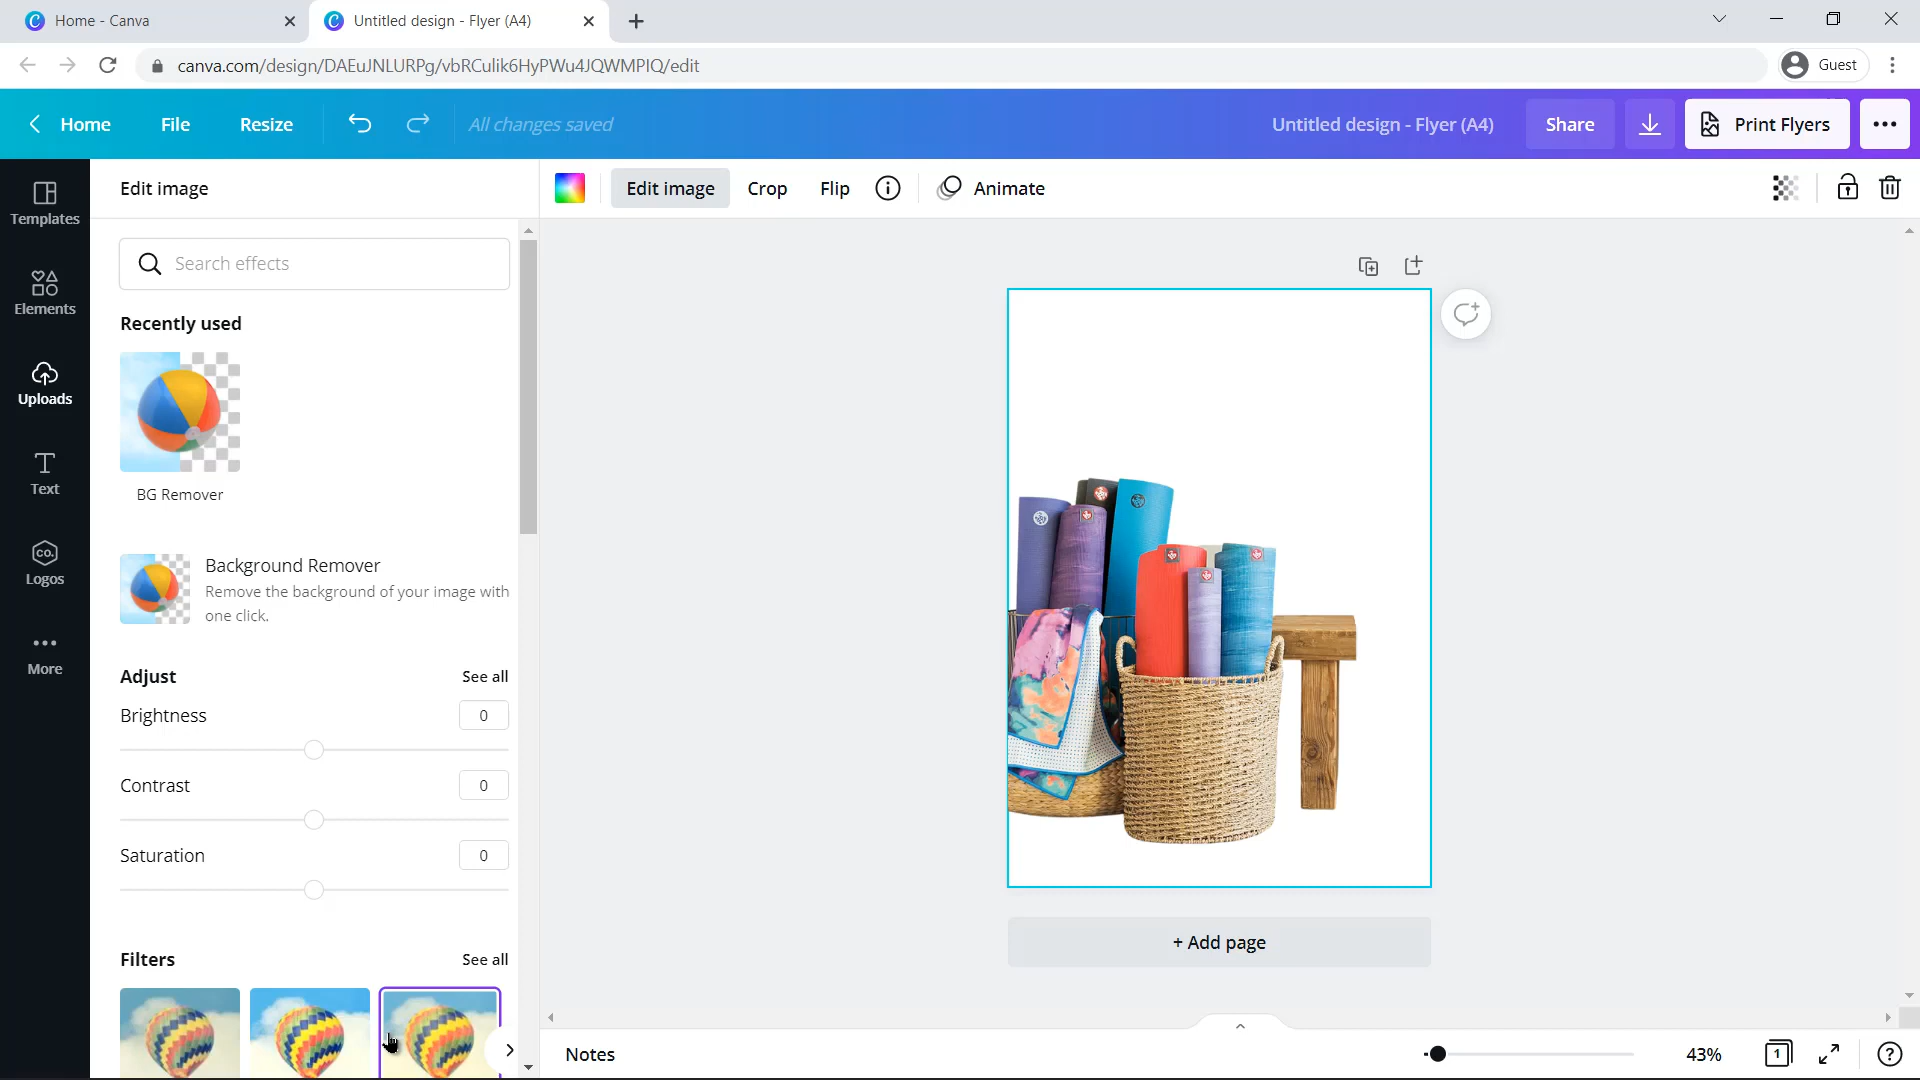 Home - Canva
Untitled design - Flyer (A4)
canva.com/design/DAEuJNLURPg/vbRCulik6HyPWu4JQWMPIQ/edit
Guest
Home
File
Resize
All changes saved
Untitled design - Flyer (A4)
Share
Print Flyers
Templates
Elements
Uploads
Text
CO.
Logos
More
Edit image
Search effects
Recently used
BG Remover
Background Remover
Remove the background of your image with
one click.
Adjust
See all
Brightness
0
Contrast
0
Saturation
0
Filters
See all
Edit image
Crop
Flip
Animate
+ Add page
Notes
43%
1